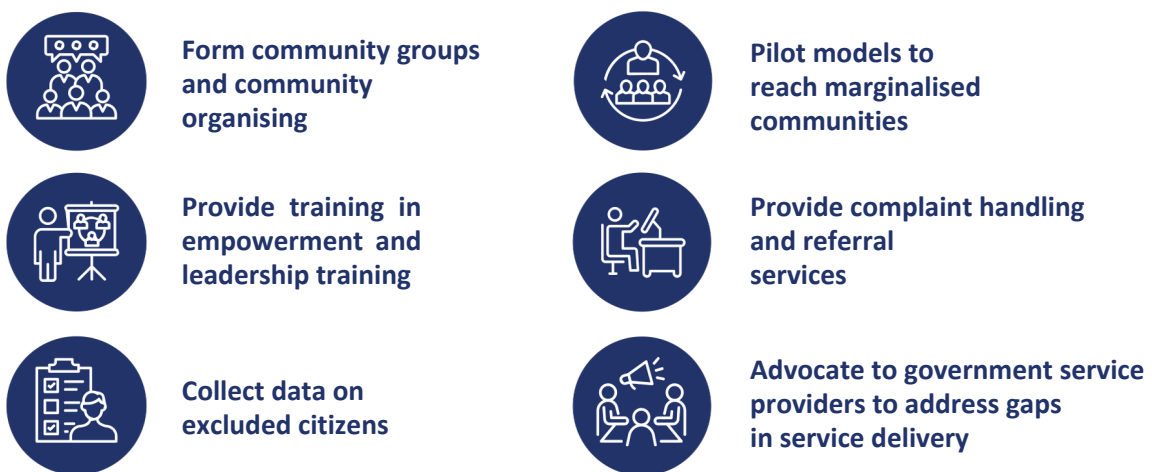 Form community groups
and community
organising
Provide training in
empowerment and
leadership training
Collect data on
excluded citizens
Pilot models to
reach marginalised
communities
Provide complaint handling
and referral
services
Advocate to government service
providers to address gaps
in service delivery